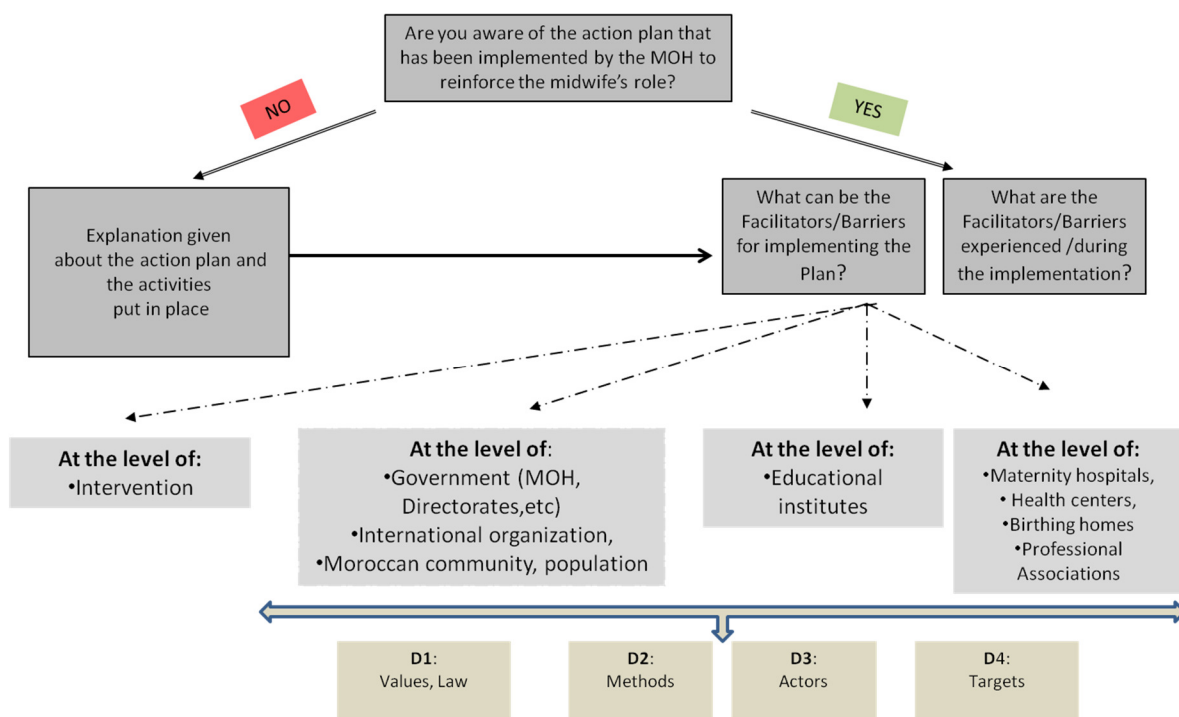 Are you aware of the action plan that
has been implemented by the MOH to
reinforce the midwife's role?
NO
YES
Explanation given
about the action plan and
the activities
put in place
What can be the
Facilitators/Barriers
for implementing the
Plan?
What are the
Facilitators/Barriers
experienced /during
the implementation?
At the level of:
•Intervention
At the level of:
•Government (MOH,
Directorates,etc)
•International organization,
•Moroccan community, population
At the level of:
•Educational
institutes
At the level of:
•Maternity hospitals,
• Health centers,
•Birthing homes
•Professional
Associations
D1:
Values, Law
D2:
Methods
D3:
Actors
D4:
Targets